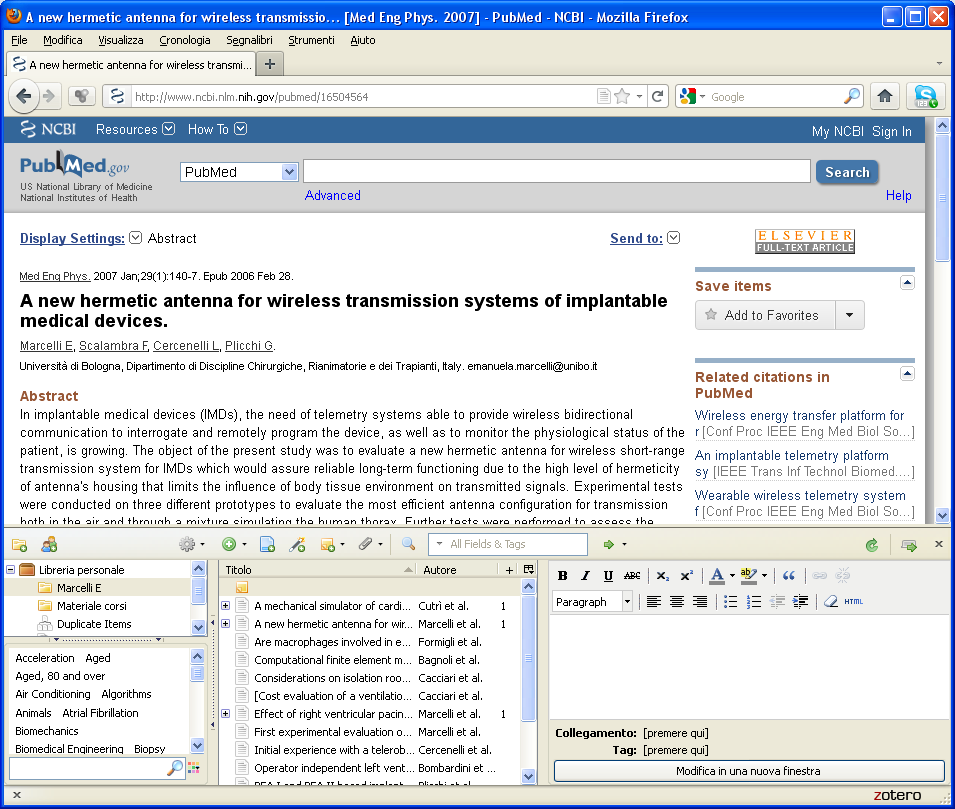 A new hermetic antenna for wireless transmissio... [Med Eng Phys. 2007] - PubMed - NCBI - Mozilla Firefox
File Modifica Visualizza Cronologia Segnalibri Strumenti Aiuto
A new hermetic antenna for wireless transmi...
http://www.ncbi.nlm.nih.gov/pubmed/16504564
Google
NCBI Resources How To My NCBI Sign In
PubMed.gov
US National Library of Medicine
National Institutes of Health
PubMed
Search
Advanced
Help
Display Settings: Abstract
Send to:
ELSEVIER
FULL-TEXT ARTICLE
Med Eng Phys. 2007 Jan;29(1):140-7. Epub 2006 Feb 28.
A new hermetic antenna for wireless transmission systems of implantable
medical devices.
Marcelli E, Scalambra F, Cercenelli L, Plicchi G.
Università di Bologna, Dipartimento di Discipline Chirurgiche, Rianimatorie e dei Trapianti, Italy. emanuela.marcelli@unibo.it
Abstract
In implantable medical devices (IMDs), the need of telemetry systems able to provide wireless bidirectional
communication to interrogate and remotely program the device, as well as to monitor the physiological status of the
patient, is growing. The object of the present study was to evaluate a new hermetic antenna for wireless short-range
transmission system for IMDs which would assure reliable long-term functioning due to the high level of hermeticity
of antenna's housing that limits the influence of body tissue environment on transmitted signals. Experimental tests
were conducted on three different prototypes to evaluate the most efficient antenna configuration for transmission
both in the air and through a mixture simulating the human thorax. Further tests were performed to assess the
Save items
Add to Favorites
Related citations in
PubMed
Wireless energy transfer platform for
r [Conf Proc IEEE Eng Med Biol So...]
An implantable telemetry platform
sy [IEEE Trans Inf Technol Biomed....]
Wearable wireless telemetry system
f [Conf Proc IEEE Eng Med Biol So...]
All Fields & Tags
Libreria personale
Marcelli E
Materiale corsi
Duplicate Items
Acceleration Aged
Aged, 80 and over
Air Conditioning Algorithms
Animals Atrial Fibrillation
Biomechanics
Biomedical Engineering Biopsy
Titolo Autore
A mechanical simulator of cardi... Cutrì et al. 1
A new hermetic antenna for wir... Marcelli et al. 1
Are macrophages involved in e... Formigli et al.
Computational finite element m... Bagnoli et al.
Considerations on isolation roo... Cacciari et al.
[Cost evaluation of a ventilatio... Cacciari et al.
Effect of right ventricular pacin... Marcelli et al. 1
First experimental evaluation o... Marcelli et al.
Initial experience with a telerob... Cercenelli et al.
Operator independent left vent... Bombardini et ...
PEA I and PEA II based implant... Plicchi et al.
B I U ABC X₂ X² A ab
Paragraph HTML
Collegamento: [premere qui]
Tag: [premere qui]
Modifica in una nuova finestra
zotero